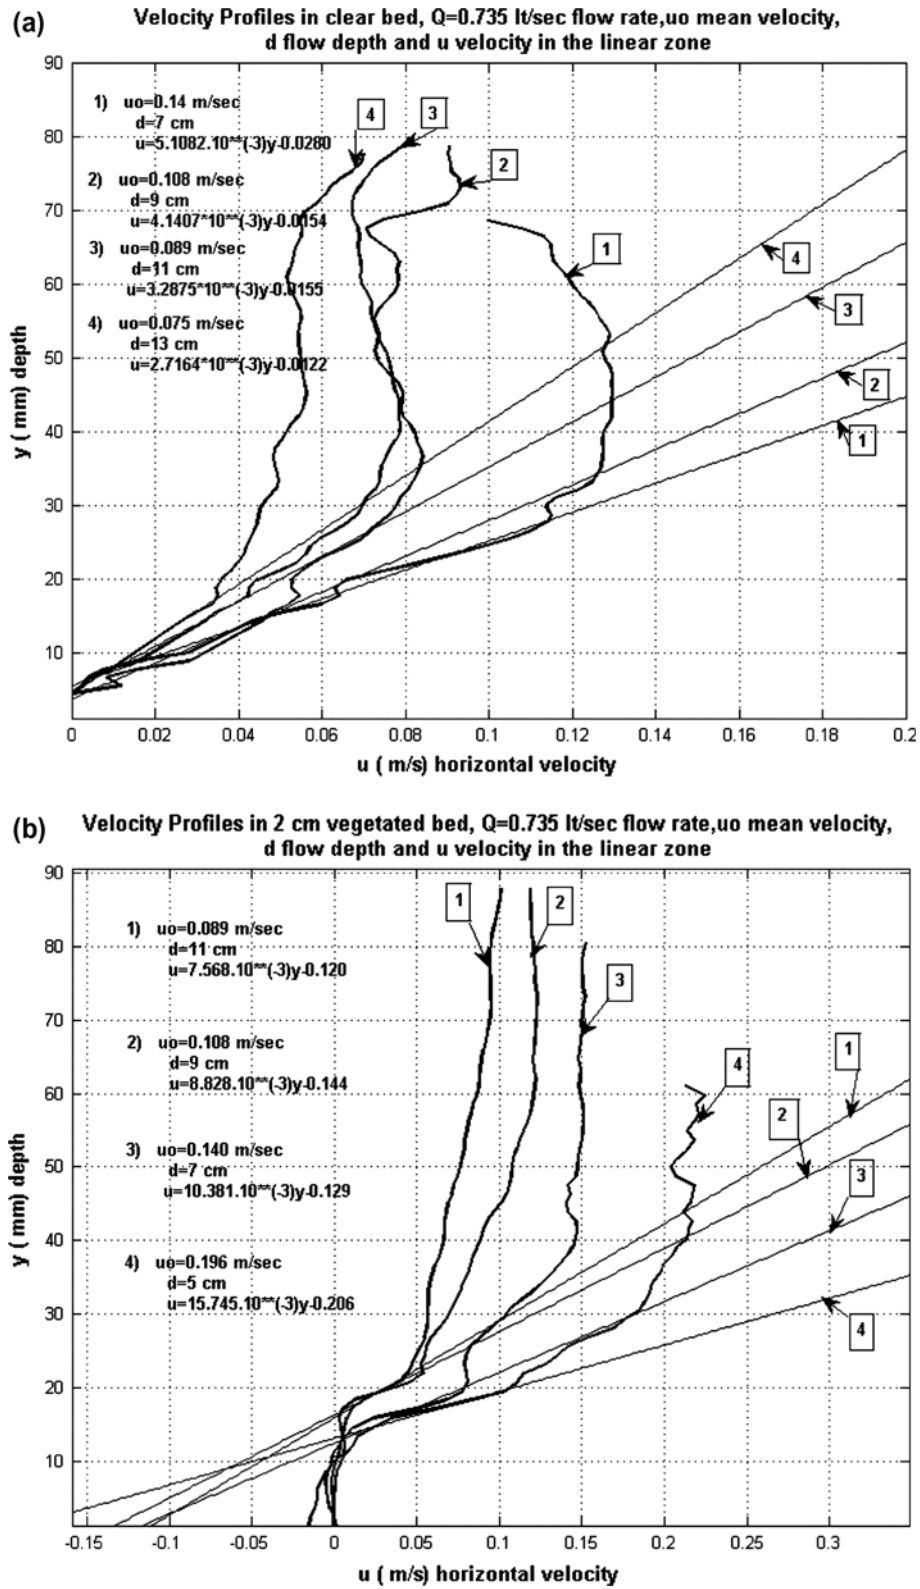 (a)
Velocity Profiles in clear bed, Q=0.735 lt/sec flow rate,uo mean velocity,
d flow depth and u velocity in the linear zone
90
1) uo=0.14 m/sec
d=7 cm
u=5.1082.10**(-3)y-0.0280
2) uo=0.108 m/sec
d=9 cm
u=4.1407*10**(-3)y-0.0154
3) uo=0.089 m/sec
d=11 cm
u=3.2875*10**(-3)y-0.0155
4) uo=0.075 m/sec
d=13 cm
u=2.7164*10**(-3)y-0.0122
4
3
2
1
4
3
2
1
80
70
60
50
40
30
20
10
y ( mm) depth
0 0.02 0.04 0.06 0.08 0.1 0.12 0.14 0.16 0.18 0.2
u ( m/s) horizontal velocity
(b)
Velocity Profiles in 2 cm vegetated bed, Q=0.735 lt/sec flow rate,uo mean velocity,
d flow depth and u velocity in the linear zone
90
1) uo=0.089 m/sec
d=11 cm
u=7.568.10**(-3)y-0.120
2) uo=0.108 m/sec
d=9 cm
u=8.828.10**(-3)y-0.144
3) uo=0.140 m/sec
d=7 cm
u=10.381.10**(-3)y-0.129
4) uo=0.196 m/sec
d=5 cm
u=15.745.10**(-3)y-0.206
1
2
3
4
1
2
3
4
80
70
60
50
40
30
20
10
y ( mm) depth
-0.15 -0.1 -0.05 0 0.05 0.1 0.15 0.2 0.25 0.3
u ( m/s) horizontal velocity